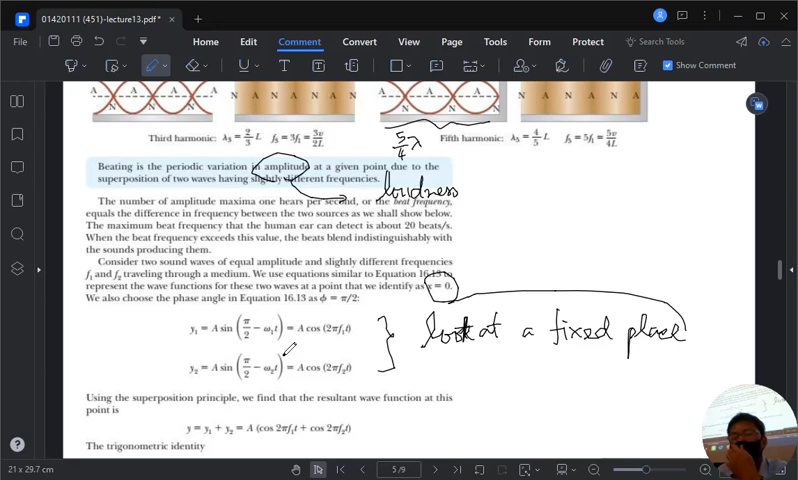 01420111 (451)-lecture13.pdf *
File Home Comment Convert View Page Tools Form Protect Search Tools
Show Comment
A A A N A N A N A A A A N A N A N
N N N N N
Third harmonic: λ₃ = 2/3 L f₃ = 3f₁ = 3v/2L Fifth harmonic: λ₅ = 4/5 L f₅ = 5f₁ = 5v/4L
5/4 λ
Beating is the periodic variation in amplitude at a given point due to the
superposition of two waves having slightly different frequencies.
loudness
The number of amplitude maxima one hears per second, or the beat frequency,
equals the difference in frequency between the two sources as we shall show below.
The maximum beat frequency that the human ear can detect is about 20 beats/s.
When the beat frequency exceeds this value, the beats blend indistinguishably with
the sounds producing them.
Consider two sound waves of equal amplitude and slightly different frequencies
f₁ and f₂ traveling through a medium. We use equations similar to Equation 16.13 to
represent the wave functions for these two waves at a point that we identify as x = 0.
We also choose the phase angle in Equation 16.13 as ϕ = π/2:
y₁ = A sin (π/2 − ω₁t) = A cos (2πf₁t)
look at a fixed place
y₂ = A sin (π/2 − ω₂t) = A cos (2πf₂t)
Using the superposition principle, we find that the resultant wave function at this
point is
y = y₁ + y₂ = A (cos 2πf₁t + cos 2πf₂t)
The trigonometric identity
21 x 29.7 cm 5 /9